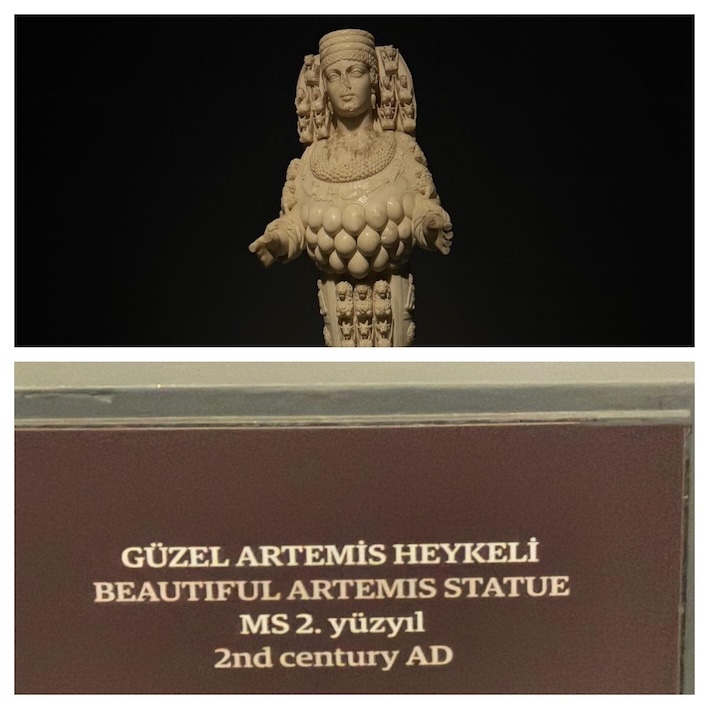 GÜZEL ARTEMİS HEYKELİ
BEAUTIFUL ARTEMIS STATUE
MS 2. yüzyıl
2nd century AD